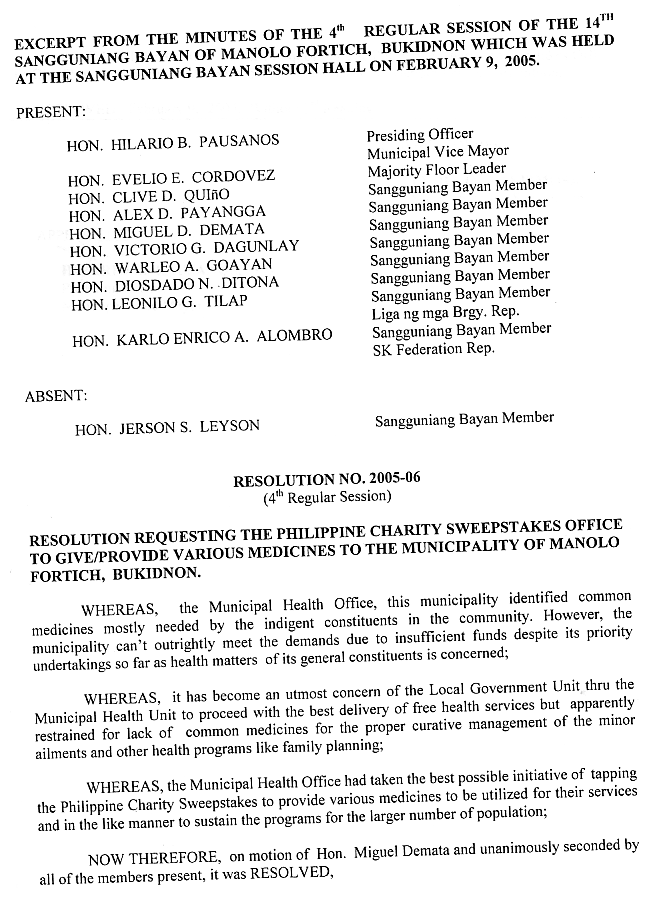 EXCERPT FROM THE MINUTES OF THE 4th REGULAR SESSION OF THE 14TH
SANGGUNIANG BAYAN OF MANOLO FORTICH, BUKIDNON WHICH WAS HELD
AT THE SANGGUNIANG BAYAN SESSION HALL ON FEBRUARY 9, 2005.
PRESENT:
HON. HILARIO B. PAUSANOS Presiding Officer
Municipal Vice Mayor
HON. EVELIO E. CORDOVEZ Majority Floor Leader
HON. CLIVE D. QUIñO Sangguniang Bayan Member
HON. ALEX D. PAYANGGA Sangguniang Bayan Member
HON. MIGUEL D. DEMATA Sangguniang Bayan Member
HON. VICTORIO G. DAGUNLAY Sangguniang Bayan Member
HON. WARLEO A. GOAYAN Sangguniang Bayan Member
HON. DIOSDADO N. DITONA Sangguniang Bayan Member
HON. LEONILO G. TILAP Sangguniang Bayan Member
Liga ng mga Brgy. Rep.
HON. KARLO ENRICO A. ALOMBRO Sangguniang Bayan Member
SK Federation Rep.
ABSENT:
HON. JERSON S. LEYSON Sangguniang Bayan Member
RESOLUTION NO. 2005-06
(4th Regular Session)
RESOLUTION REQUESTING THE PHILIPPINE CHARITY SWEEPSTAKES OFFICE
TO GIVE/PROVIDE VARIOUS MEDICINES TO THE MUNICIPALITY OF MANOLO
FORTICH, BUKIDNON.
WHEREAS, the Municipal Health Office, this municipality identified common
medicines mostly needed by the indigent constituents in the community. However, the
municipality can't outrightly meet the demands due to insufficient funds despite its priority
undertakings so far as health matters of its general constituents is concerned;
WHEREAS, it has become an utmost concern of the Local Government Unit thru the
Municipal Health Unit to proceed with the best delivery of free health services but apparently
restrained for lack of common medicines for the proper curative management of the minor
ailments and other health programs like family planning;
WHEREAS, the Municipal Health Office had taken the best possible initiative of tapping
the Philippine Charity Sweepstakes to provide various medicines to be utilized for their services
and in the like manner to sustain the programs for the larger number of population;
NOW THEREFORE, on motion of Hon. Miguel Demata and unanimously seconded by
all of the members present, it was RESOLVED,